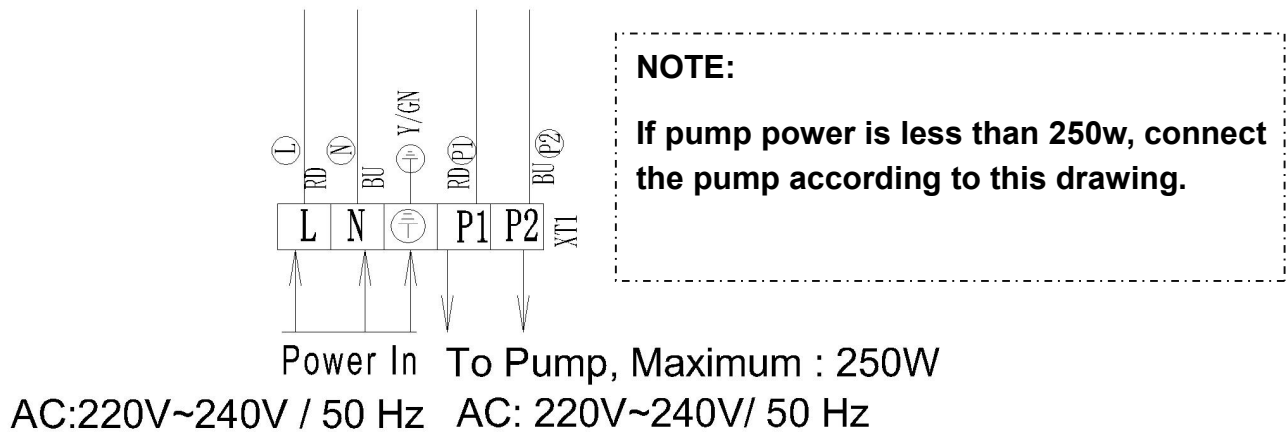 L
N
Y/GN
P1
P2
RD
BU
RD
BU
L N P1 P2
XT1
Power In To Pump, Maximum : 250W
AC:220V~240V / 50 Hz AC: 220V~240V/ 50 Hz
NOTE:
If pump power is less than 250w, connect
the pump according to this drawing.